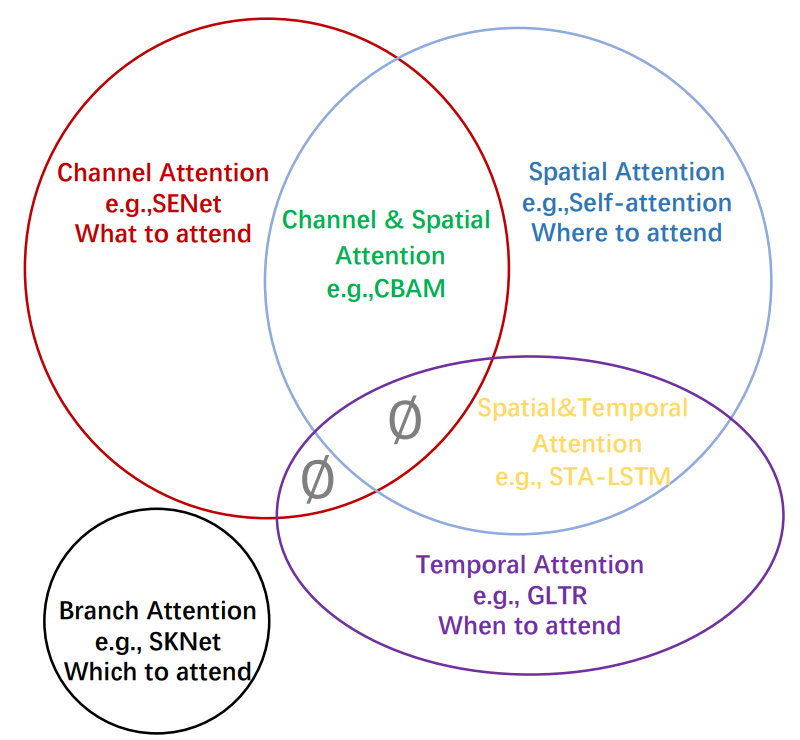 Channel Attention
e.g.,SENet
What to attend
Spatial Attention
e.g.,Self-attention
Where to attend
Channel & Spatial
Attention
e.g.,CBAM
Ø
Ø
Spatial&Temporal
Attention
e.g., STA-LSTM
Temporal Attention
e.g., GLTR
When to attend
Branch Attention
e.g., SKNet
Which to attend